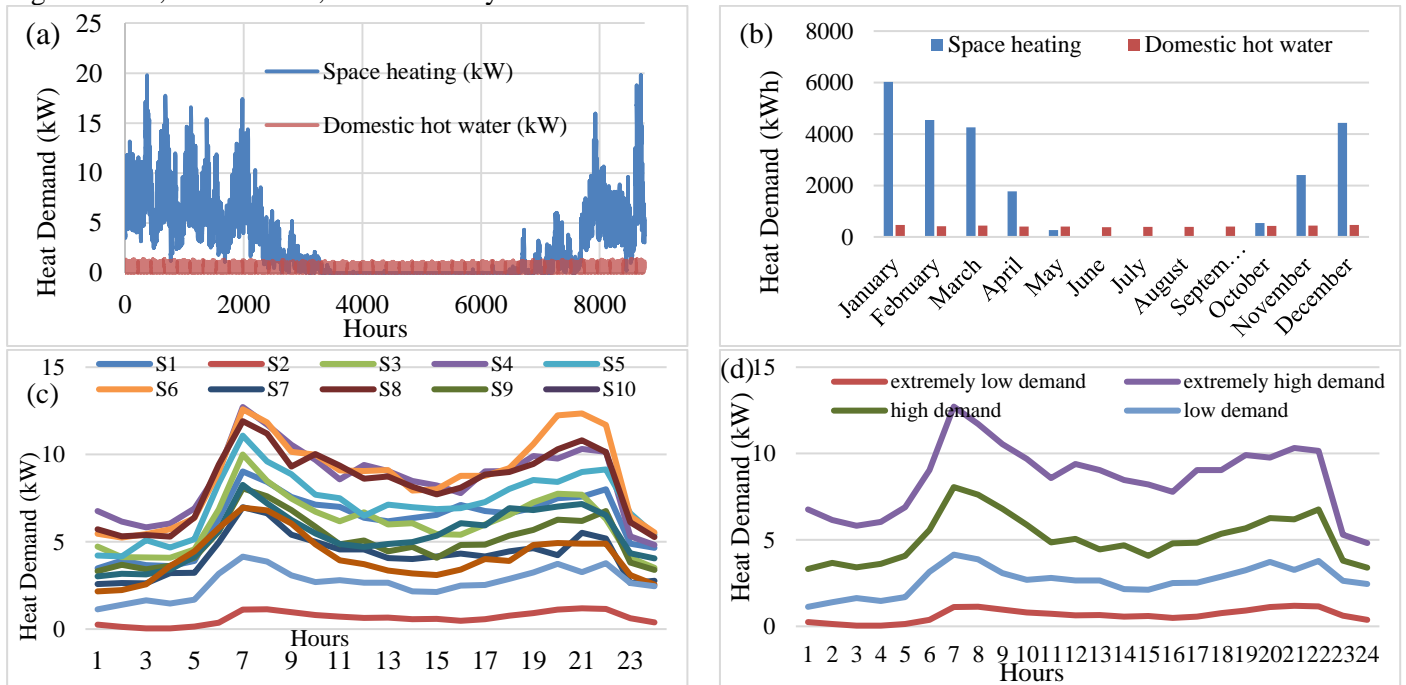 (a)
Heat Demand (kW)
25
20
15
10
5
0
Space heating (kW)
Domestic hot water (kW)
0 2000 4000 6000 8000
Hours
(b)
Heat Demand (kWh)
8000
6000
4000
2000
0
Space heating Domestic hot water
January February March April May June July August Septem... October November December
(c)
Heat Demand (kW)
15
10
5
0
S1 S2 S3 S4 S5
S6 S7 S8 S9 S10
Hours
1 3 5 7 9 11 13 15 17 19 21 23
(d)
Heat Demand (kW)
15
10
5
0
extremely low demand extremely high demand
high demand low demand
1 2 3 4 5 6 7 8 9 10 11 12 13 14 15 16 17 18 19 20 21 22 23 24
Hours